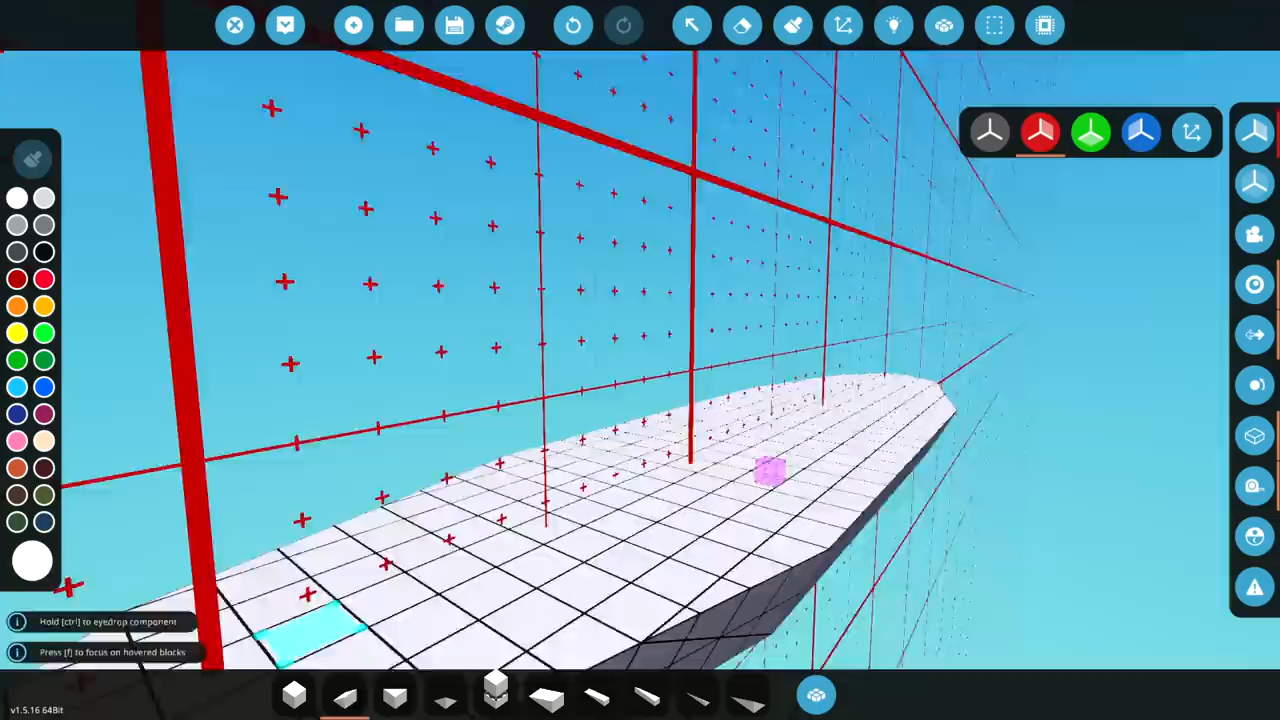 Hold [ctrl] to eyedrop component
Press [f] to focus on hovered blocks
v1.5.16 64Bit